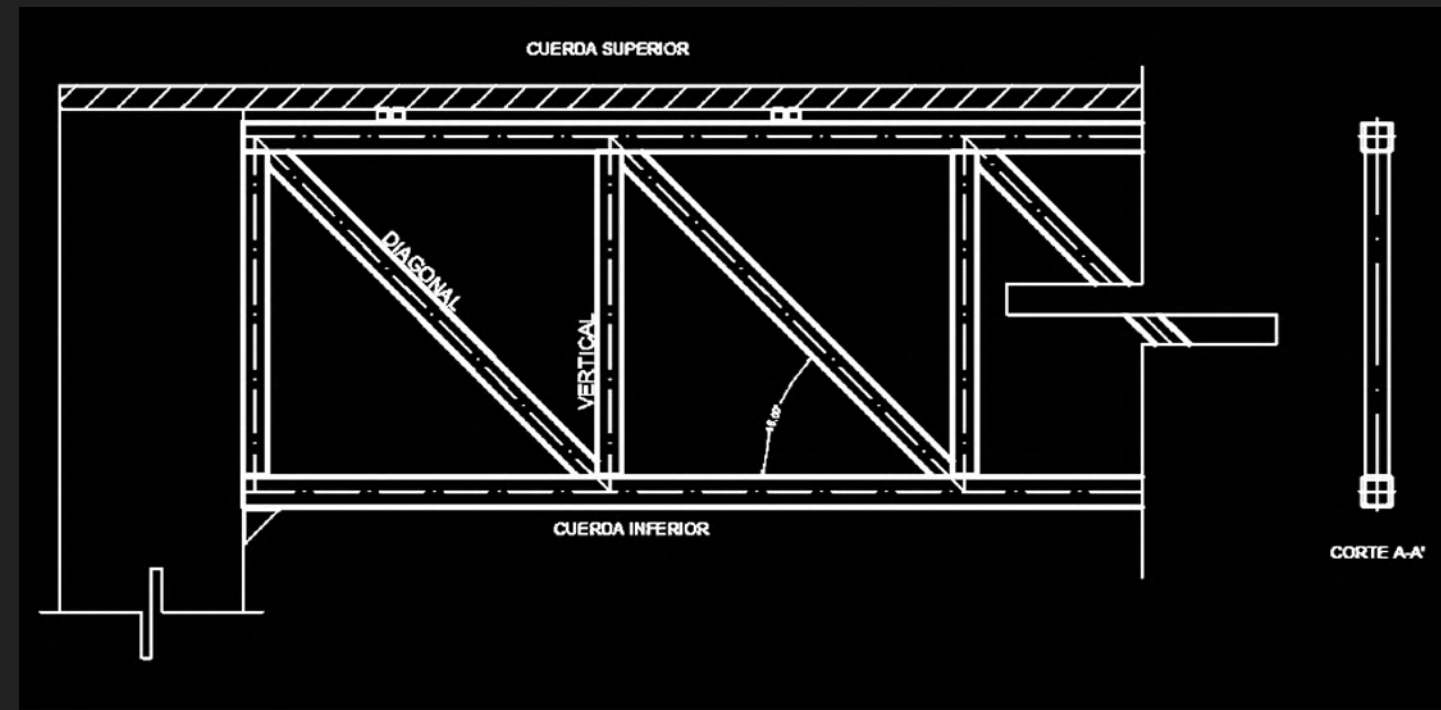 CUERDA SUPERIOR
DIAGONAL
VERTICAL
CUERDA INFERIOR
CORTE A-A'